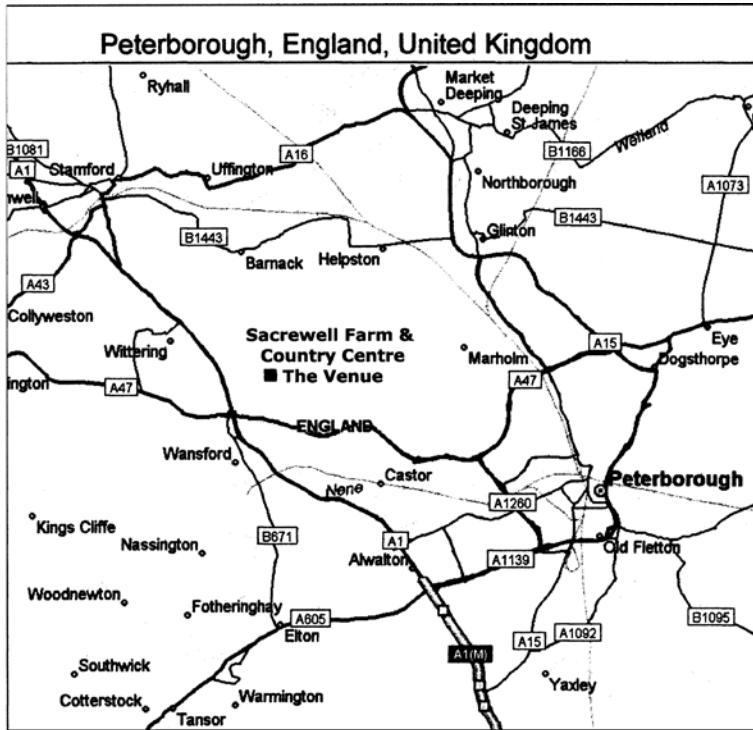 Peterborough, England, United Kingdom
Ryhall
Market
Deeping
Deeping
St James
B1081
Stamford
A1
Uffington
A16
B1166
Welland
A1073
nwell
Northborough
B1443
Glinton
B1443
Barnack
Helpston
A43
Collyweston
Sacrewell Farm &
Country Centre
The Venue
Wittering
Marholm
A15
Eye
Dogsthorpe
ington
A47
A47
ENGLAND
Wansford
Castor
Nene
Peterborough
A1260
Kings Cliffe
B671
A1
Nassington
Alwalton
A1139
Old Fletton
Woodnewton
Fotheringhay
A605
Elton
A15
A1092
B1095
A1(M)
Southwick
Yaxley
Cotterstock
Tansor
Warmington